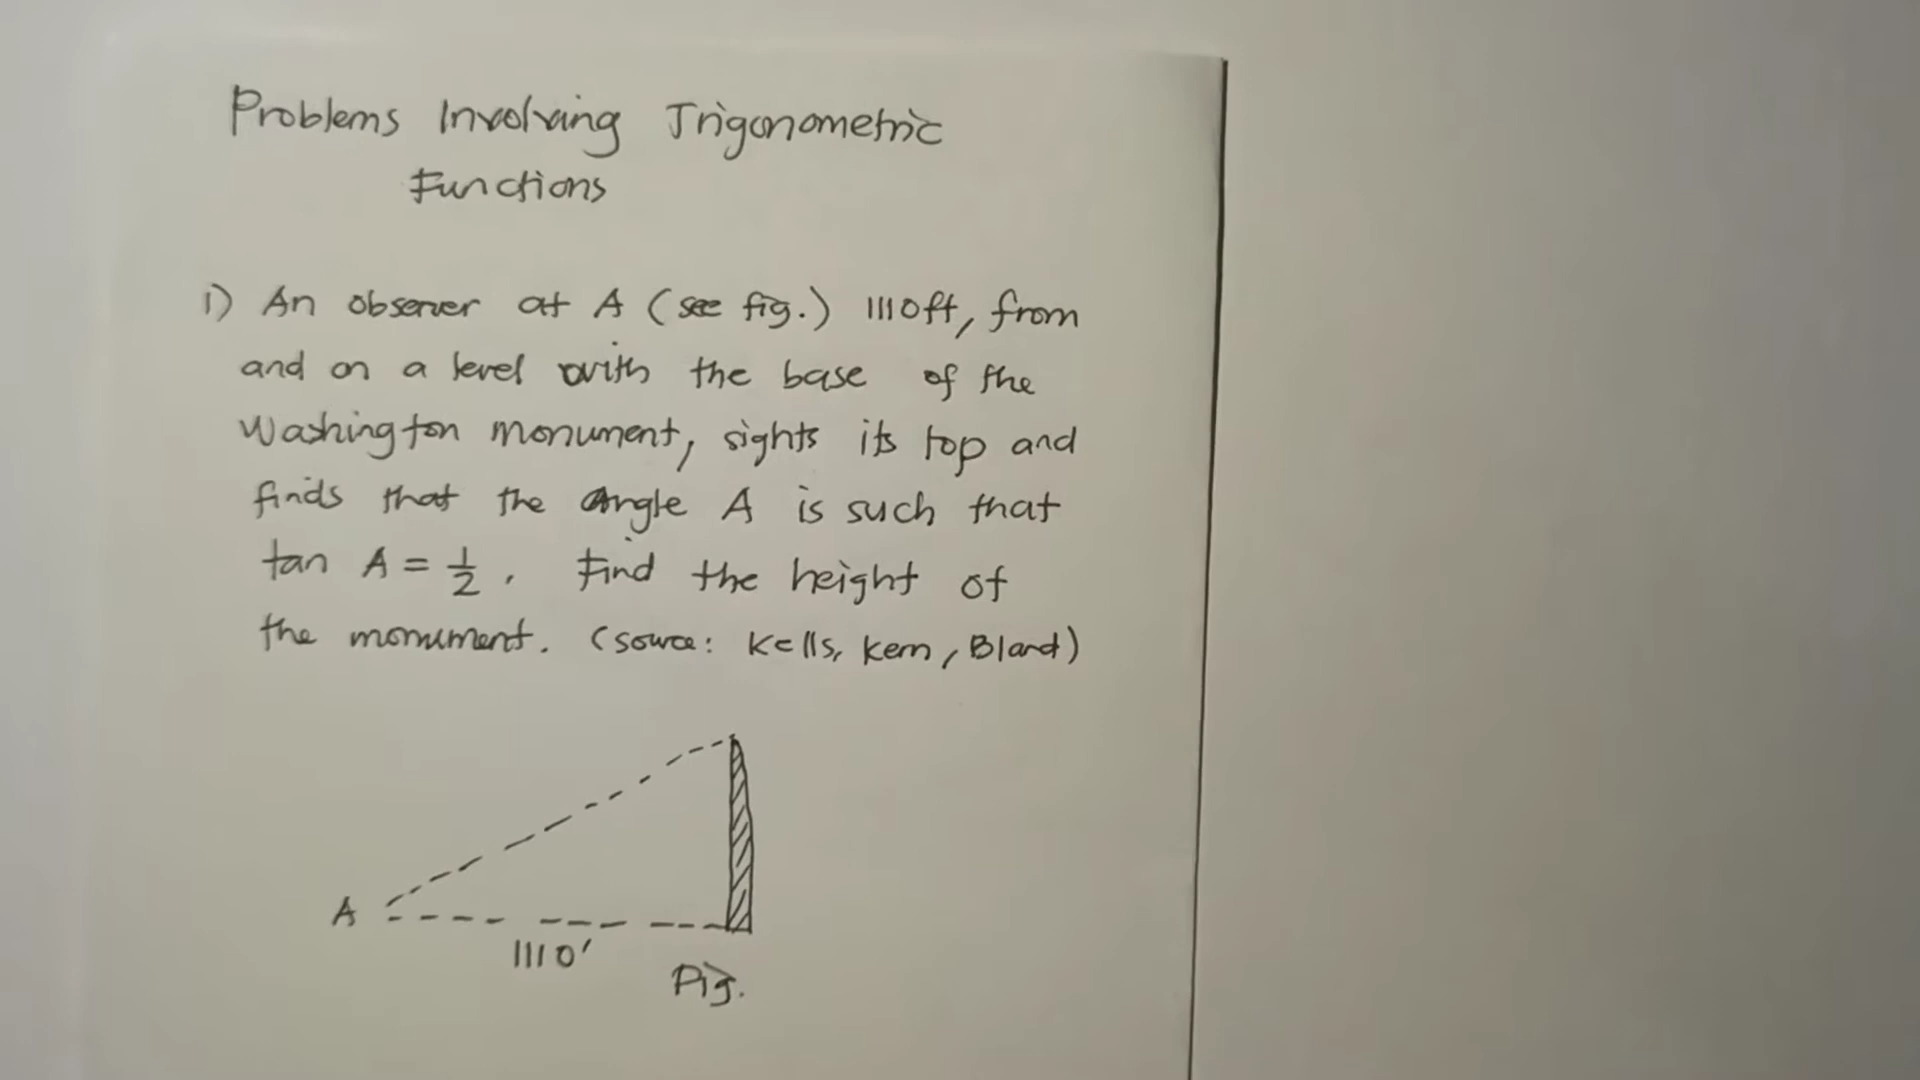 Problems Involving Trigonometric
Functions
1) An observer at A (see fig.) 1110ft, from
and on a level with the base of the
Washington monument, sights its top and
finds that the angle A is such that
tan A = 1/2. Find the height of
the monument. (source: Kells, Kern, Bland)
A
1110'
Fig.